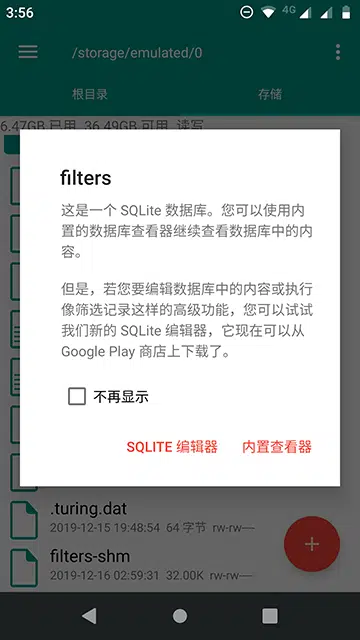 3:56
4G
/storage/emulated/0
根目录 存储
6.47GB 已用, 36.49GB 可用, 读写
filters
这是一个 SQLite 数据库。您可以使用内
置的数据库查看器继续查看数据库中的内
容。
但是，若您要编辑数据库中的内容或执行
像筛选记录这样的高级功能，您可以试试
我们新的 SQLite 编辑器，它现在可以从
Google Play 商店上下载了。
不再显示
SQLITE 编辑器 内置查看器
.turing.dat
2019-12-15 19:48:54 64 字节 rw-rw----
filters-shm
2019-12-16 02:59:31 32.00K rw-rw----